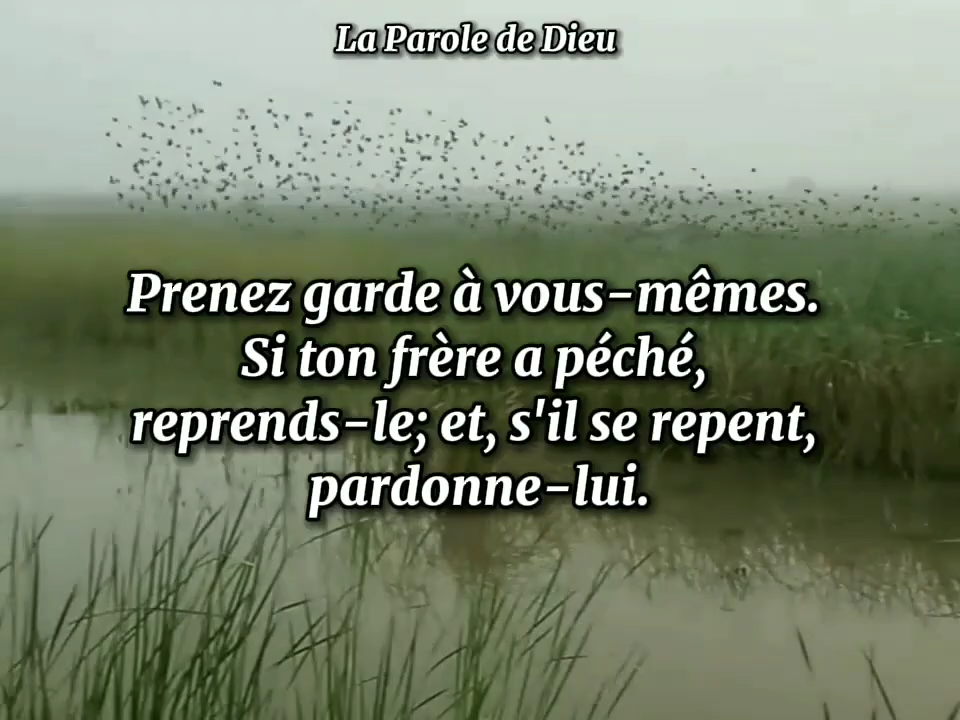 La Parole de Dieu
Prenez garde à vous-mêmes.
Si ton frère a péché,
reprends-le; et, s'il se repent,
pardonne-lui.